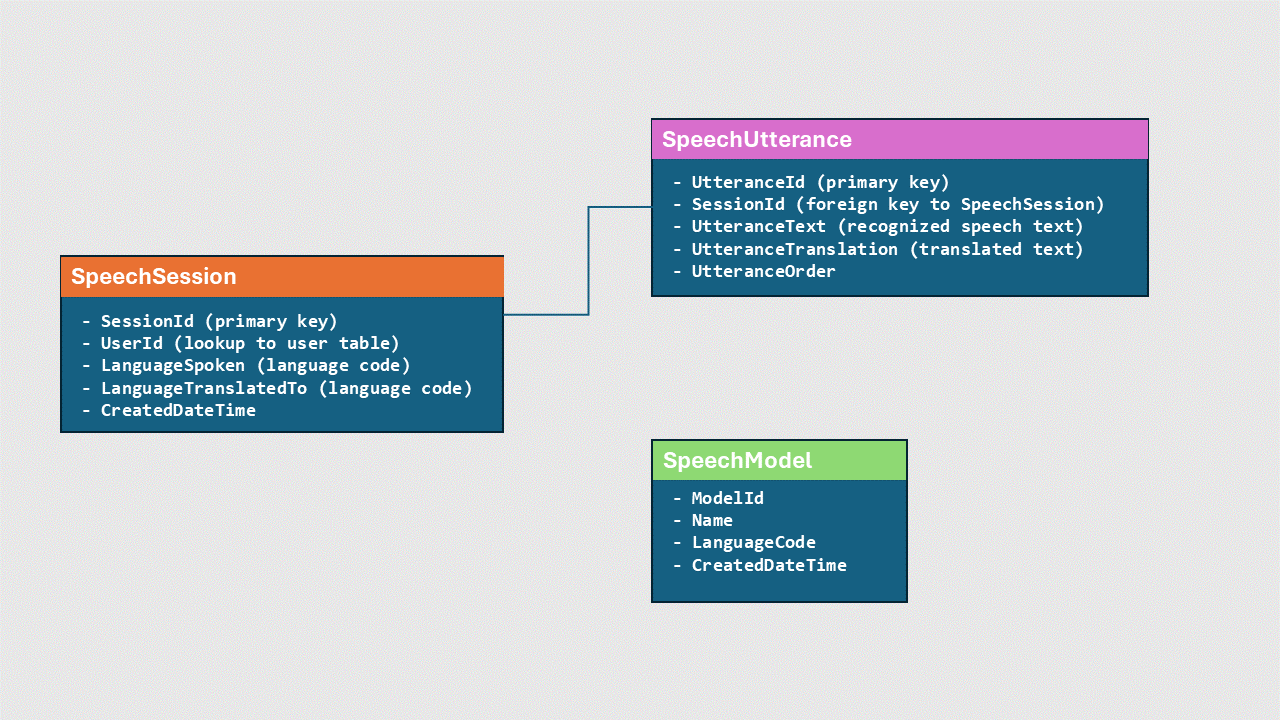 SpeechUtterance
- UtteranceId (primary key)
- SessionId (foreign key to SpeechSession)
- UtteranceText (recognized speech text)
- UtteranceTranslation (translated text)
- UtteranceOrder
SpeechSession
- SessionId (primary key)
- UserId (lookup to user table)
- LanguageSpoken (language code)
- LanguageTranslatedTo (language code)
- CreatedDateTime
SpeechModel
- ModelId
- Name
- LanguageCode
- CreatedDateTime